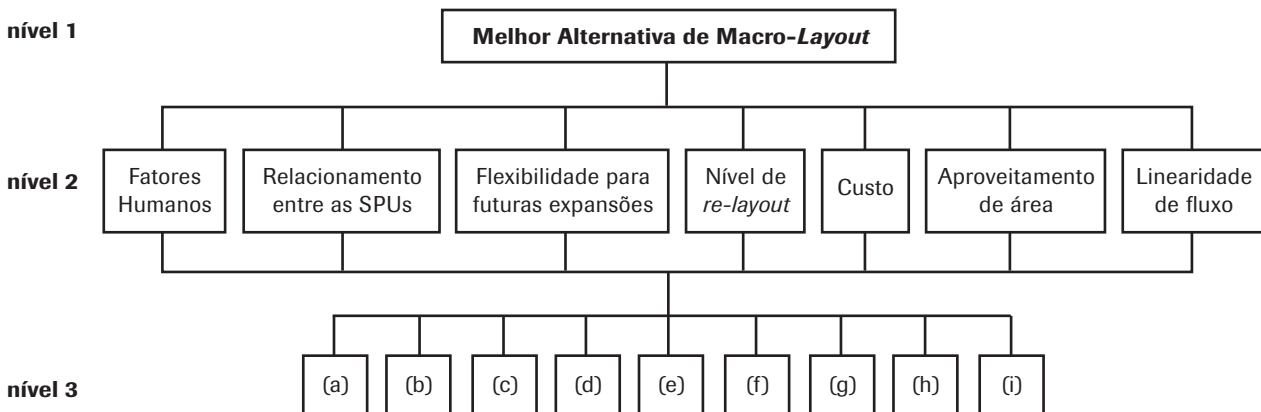 nível 1
Melhor Alternativa de Macro-Layout
nível 2
Fatores
Humanos
Relacionamento
entre as SPUs
Flexibilidade para
futuras expansões
Nível de
re-layout
Custo
Aproveitamento
de área
Linearidade
de fluxo
nível 3
(a)
(b)
(c)
(d)
(e)
(f)
(g)
(h)
(i)